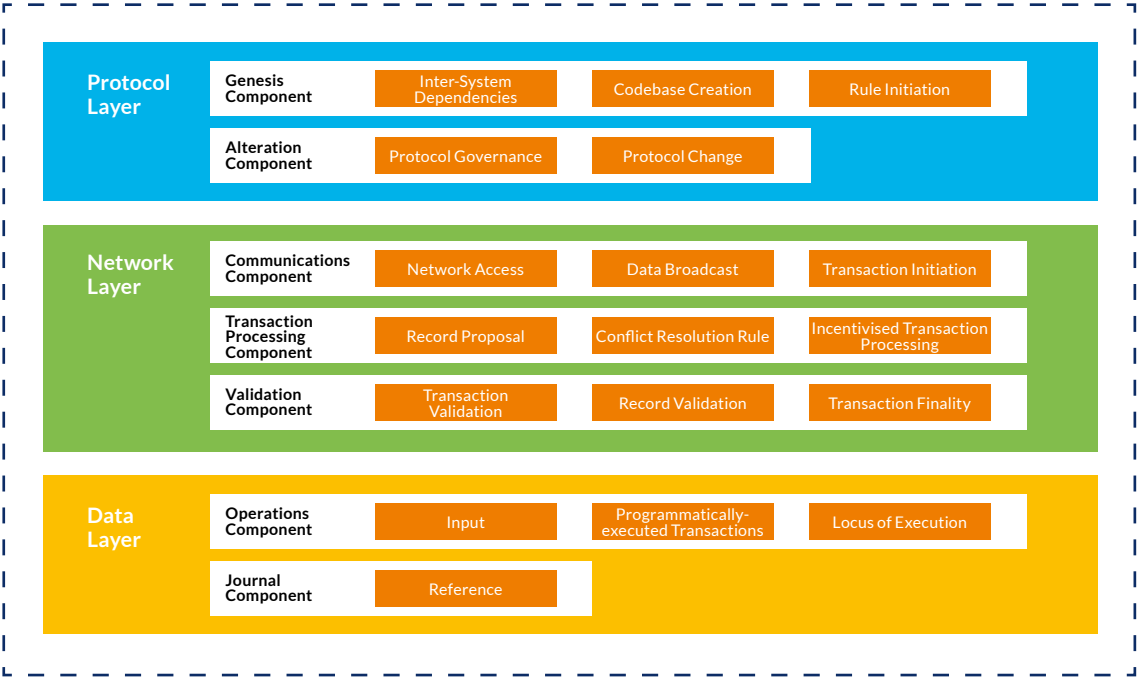 Protocol
Layer
Genesis
Component
Inter-System
Dependencies
Codebase Creation
Rule Initiation
Alteration
Component
Protocol Governance
Protocol Change
Network
Layer
Communications
Component
Network Access
Data Broadcast
Transaction Initiation
Transaction
Processing
Component
Record Proposal
Conflict Resolution Rule
Incentivised Transaction
Processing
Validation
Component
Transaction
Validation
Record Validation
Transaction Finality
Data
Layer
Operations
Component
Input
Programmatically-
executed Transactions
Locus of Execution
Journal
Component
Reference